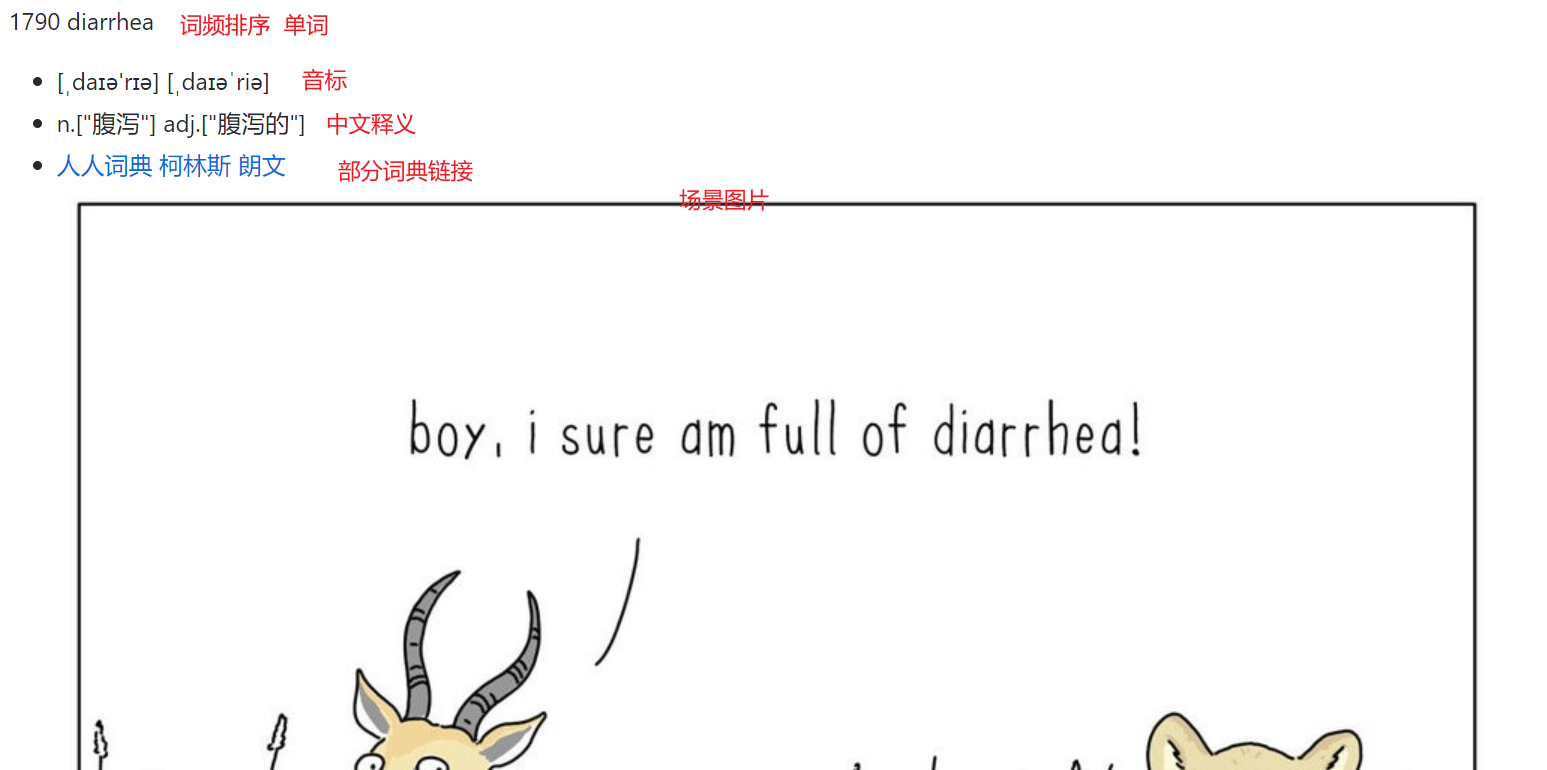 1790 diarrhea 词频排序 单词
[ˌdaɪə'rɪə] [ˌdaɪəˈriə] 音标
n.["腹泻"] adj.["腹泻的"] 中文释义
人人词典 柯林斯 朗文 部分词典链接
场景图片
boy, i sure am full of diarrhea!